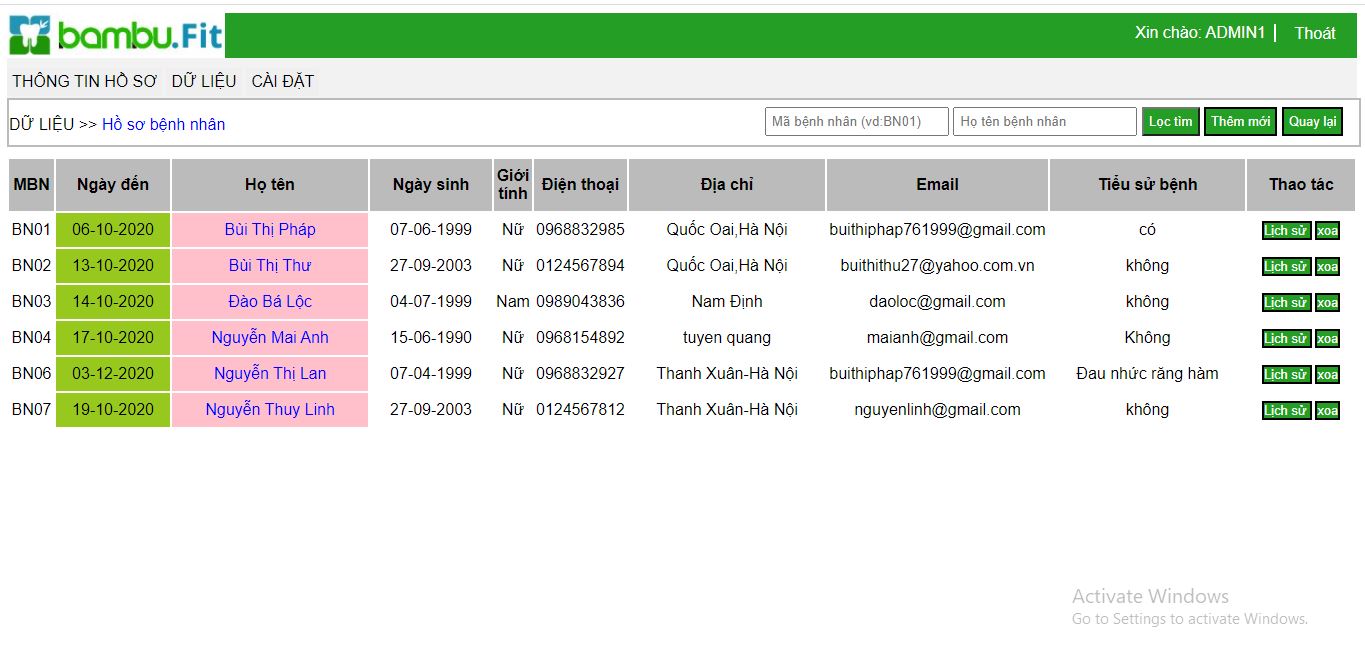 bambu.Fit Xin chào: ADMIN1 | Thoát
THÔNG TIN HỒ SƠ DỮ LIỆU CÀI ĐẶT
DỮ LIỆU >> Hồ sơ bệnh nhân Mã bệnh nhân (vd:BN01) Họ tên bệnh nhân Lọc tìm Thêm mới Quay lại
MBN Ngày đến Họ tên Ngày sinh Giới tính Điện thoại Địa chỉ Email Tiểu sử bệnh Thao tác
BN01 06-10-2020 Bùi Thị Pháp 07-06-1999 Nữ 0968832985 Quốc Oai,Hà Nội buithiphap761999@gmail.com có Lịch sử xoa
BN02 13-10-2020 Bùi Thị Thư 27-09-2003 Nữ 0124567894 Quốc Oai,Hà Nội buithithu27@yahoo.com.vn không Lịch sử xoa
BN03 14-10-2020 Đào Bá Lộc 04-07-1999 Nam 0989043836 Nam Định daoloc@gmail.com không Lịch sử xoa
BN04 17-10-2020 Nguyễn Mai Anh 15-06-1990 Nữ 0968154892 tuyen quang maianh@gmail.com Không Lịch sử xoa
BN06 03-12-2020 Nguyễn Thị Lan 07-04-1999 Nữ 0968832927 Thanh Xuân-Hà Nội buithiphap761999@gmail.com Đau nhức răng hàm Lịch sử xoa
BN07 19-10-2020 Nguyễn Thuy Linh 27-09-2003 Nữ 0124567812 Thanh Xuân-Hà Nội nguyenlinh@gmail.com không Lịch sử xoa
Activate Windows
Go to Settings to activate Windows.